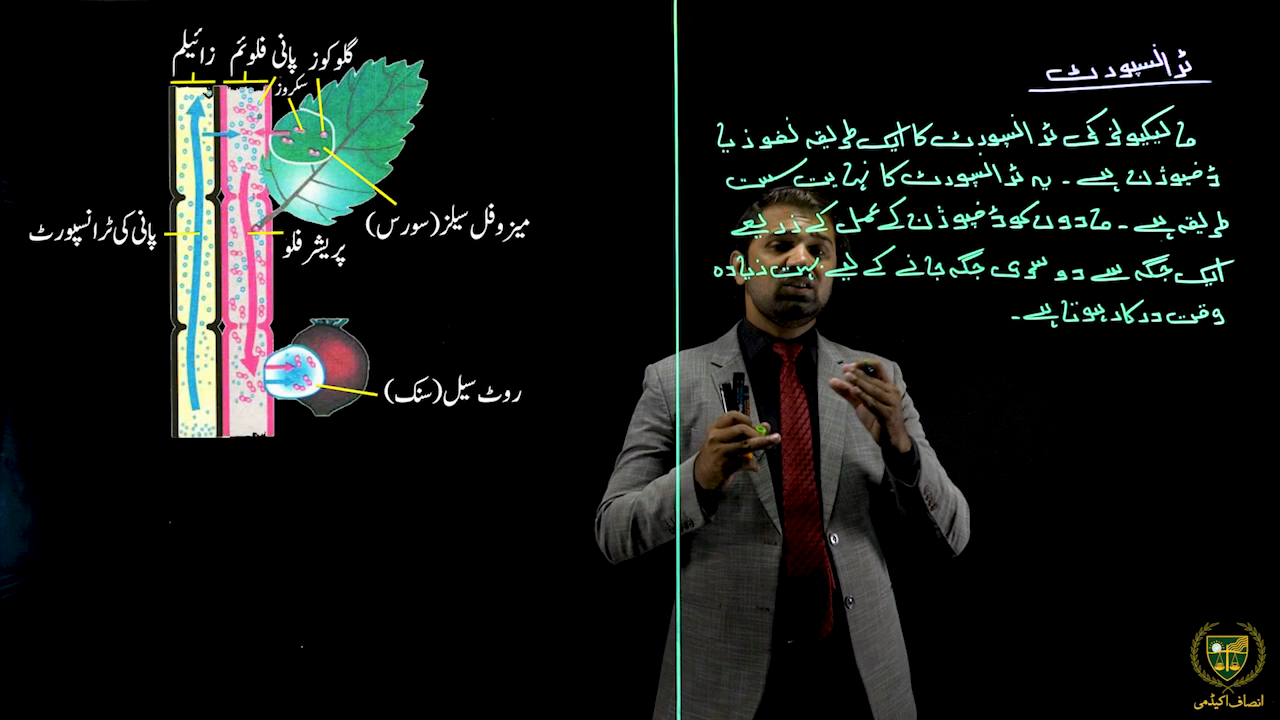 ٹرانسپورٹ
مالیکیولز کی ٹرانسپورٹ کا ایک طریقہ نفوذ یا
ڈفیوژن ہے۔ یہ ٹرانسپورٹ کا نہایت سست
طریقہ ہے۔ مادوں کو ڈفیوژن کے عمل کے ذریعے
ایک جگہ سے دوسری جگہ جانے کے لیے بہت زیادہ
وقت درکار ہوتا ہے۔
گلوکوز
پانی
فلوئم
زائیلم
سکروز
میزوفل سیلز (سورس)
پریشر فلو
پانی کی ٹرانسپورٹ
روٹ سیل (سنک)
انصاف اکیڈمی